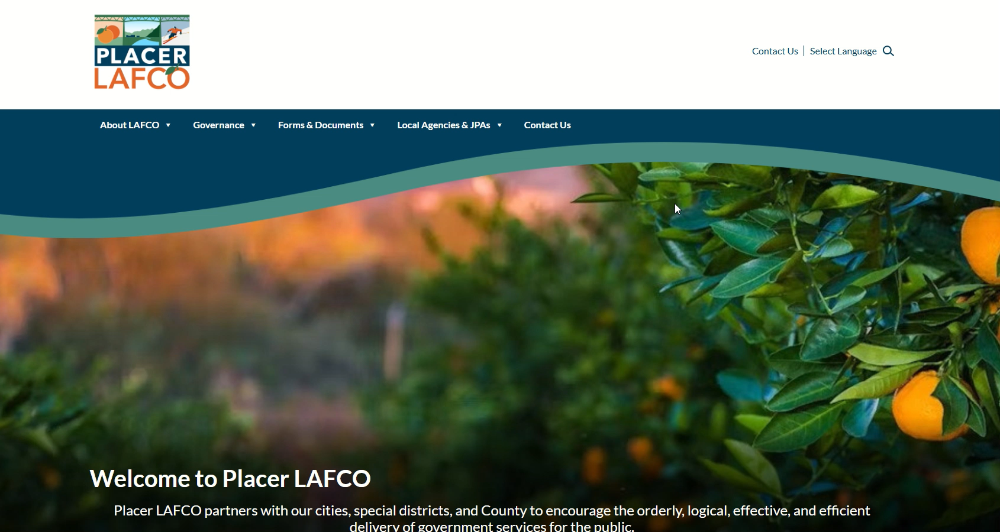 PLACER
LAFCO
Contact Us
Select Language
About LAFCO
Governance
Forms & Documents
Local Agencies & JPAs
Contact Us
Welcome to Placer LAFCO
Placer LAFCO partners with our cities, special districts, and County to encourage the orderly, logical, effective, and efficient
delivery of government services for the public.